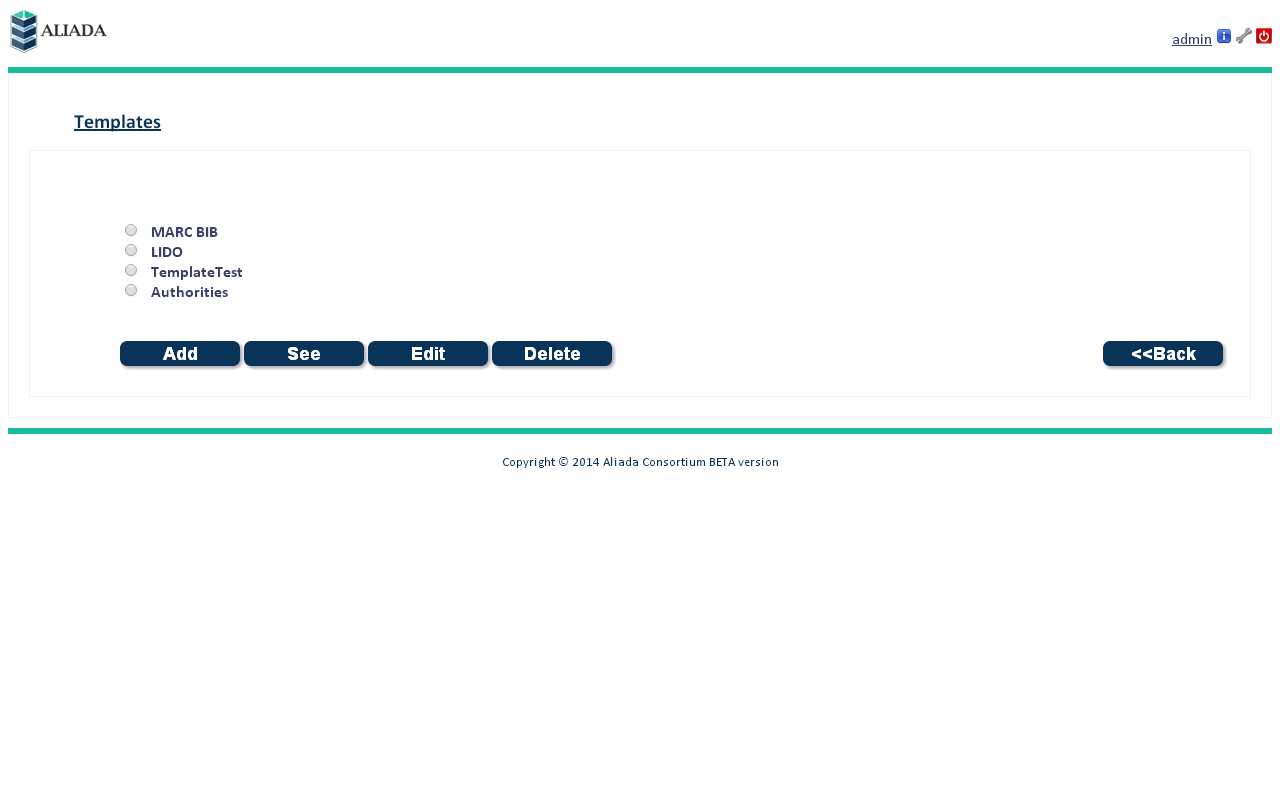 ALIADA
admin
Templates
MARC BIB
LIDO
TemplateTest
Authorities
Add See Edit Delete <<Back
Copyright © 2014 Aliada Consortium BETA version